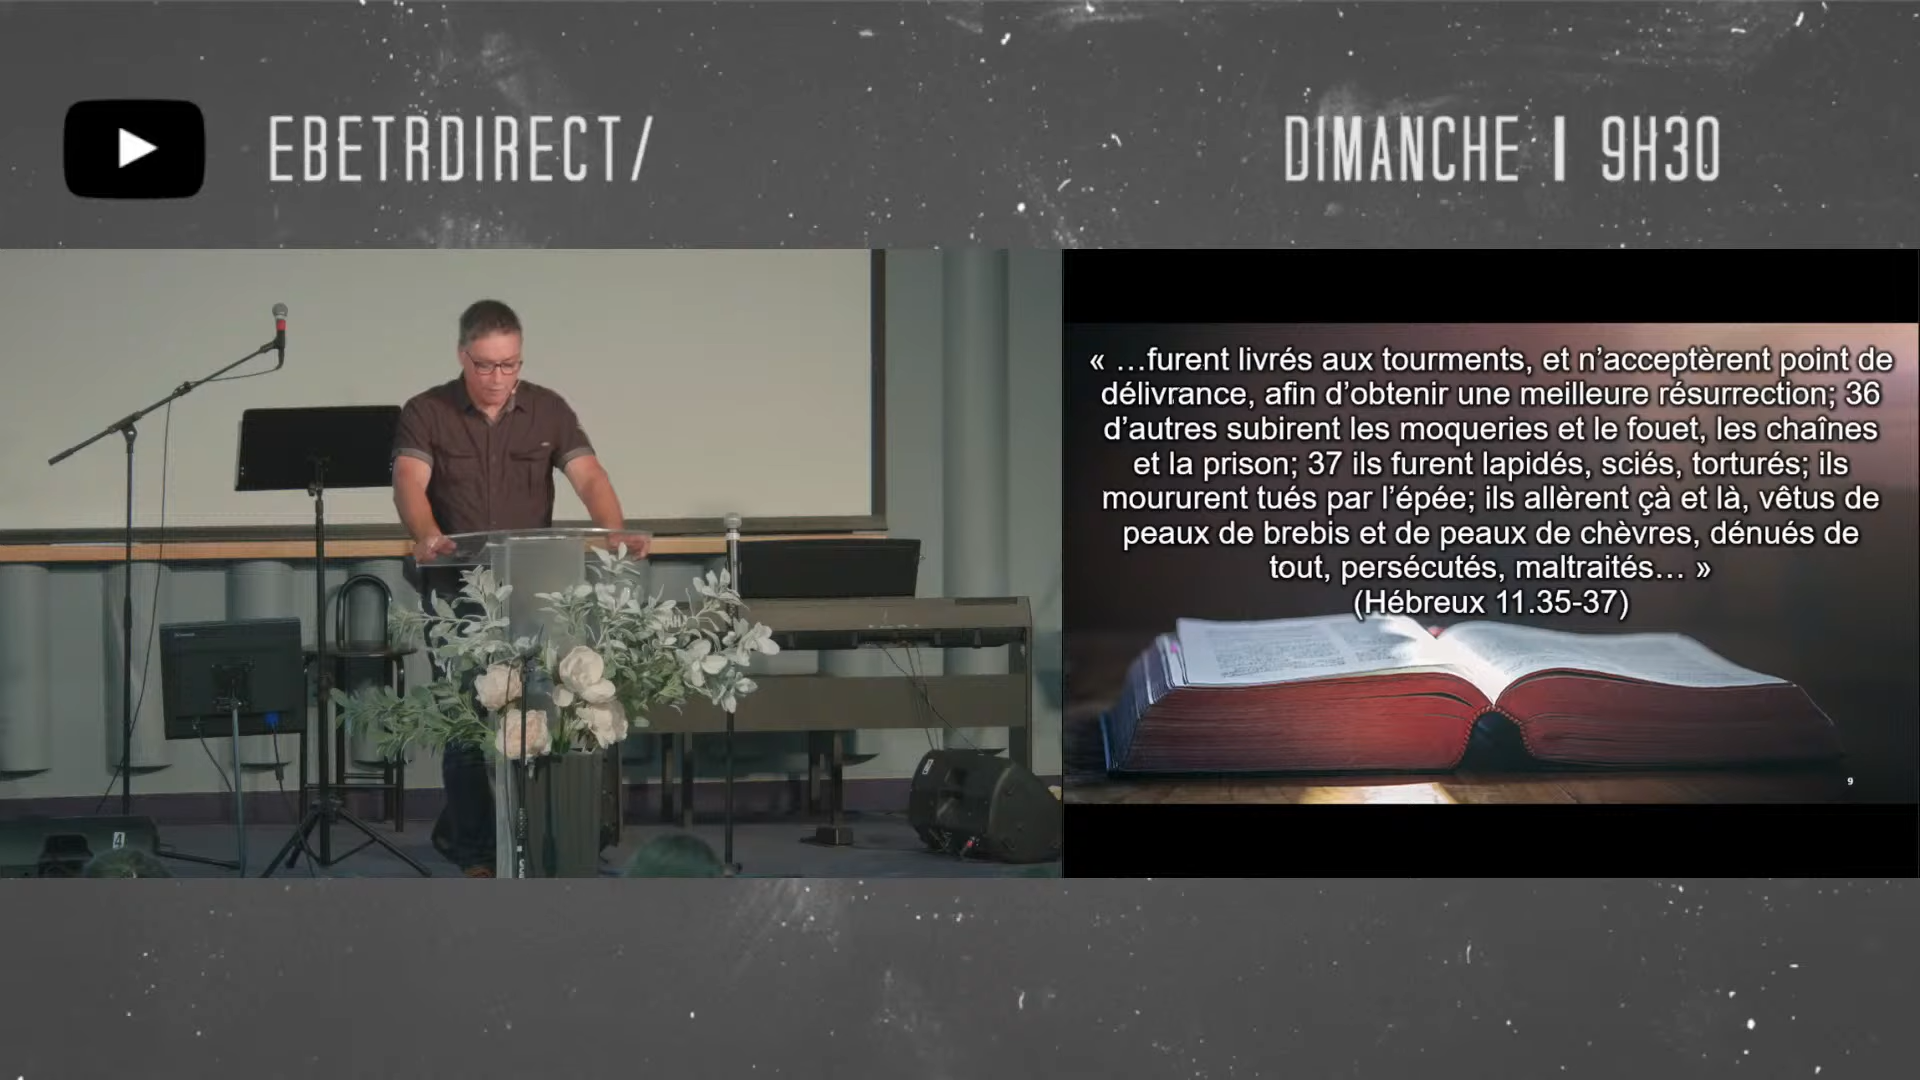 EBETRDIRECT/
DIMANCHE | 9H30
« …furent livrés aux tourments, et n’acceptèrent point de
délivrance, afin d’obtenir une meilleure résurrection; 36
d’autres subirent les moqueries et le fouet, les chaînes
et la prison; 37 ils furent lapidés, sciés, torturés; ils
moururent tués par l’épée; ils allèrent çà et là, vêtus de
peaux de brebis et de peaux de chèvres, dénués de
tout, persécutés, maltraités… »
(Hébreux 11.35-37)
9
4